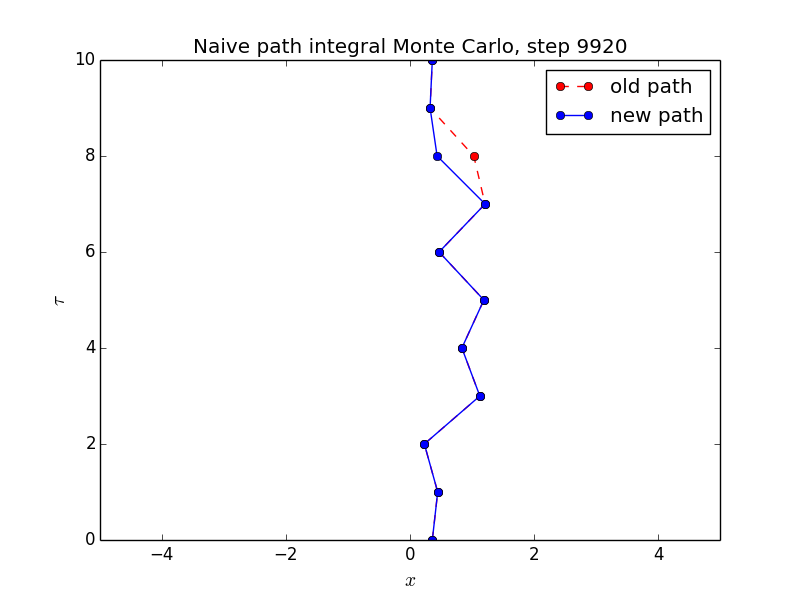 Naive path integral Monte Carlo, step 9920
old path
new path
10
8
6
4
2
0
τ
−4
−2
0
2
4
x